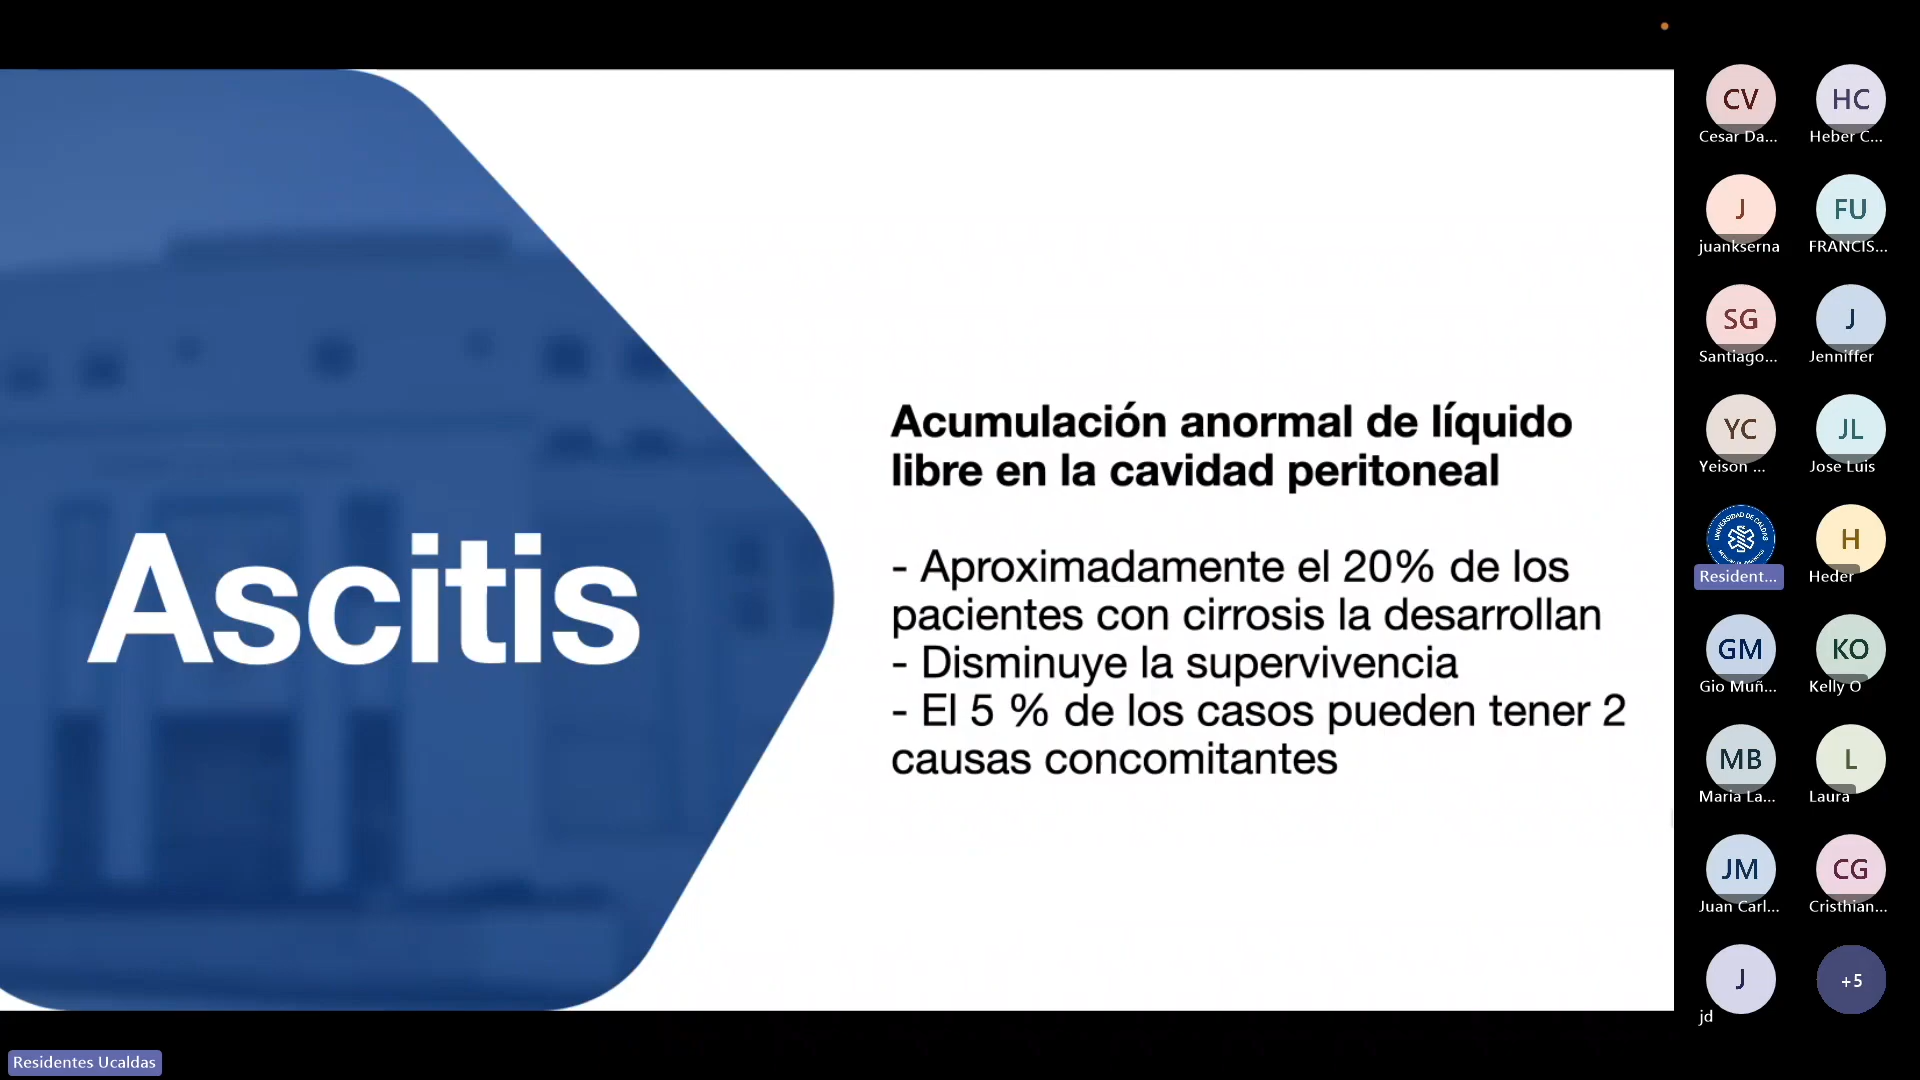 Ascitis
Acumulación anormal de líquido
libre en la cavidad peritoneal
- Aproximadamente el 20% de los
pacientes con cirrosis la desarrollan
- Disminuye la supervivencia
- El 5 % de los casos pueden tener 2
causas concomitantes
CV
Cesar Da...
HC
Heber C...
J
juankserna
FU
FRANCIS...
SG
Santiago...
J
Jenniffer
YC
Yeison ...
JL
Jose Luis
UNIVERSIDAD DE CALDAS
Resident...
H
Heder
GM
Gio Muñ...
KO
Kelly O
MB
Maria La...
L
Laura
JM
Juan Carl...
CG
Cristhian...
J
jd
+5
Residentes Ucaldas